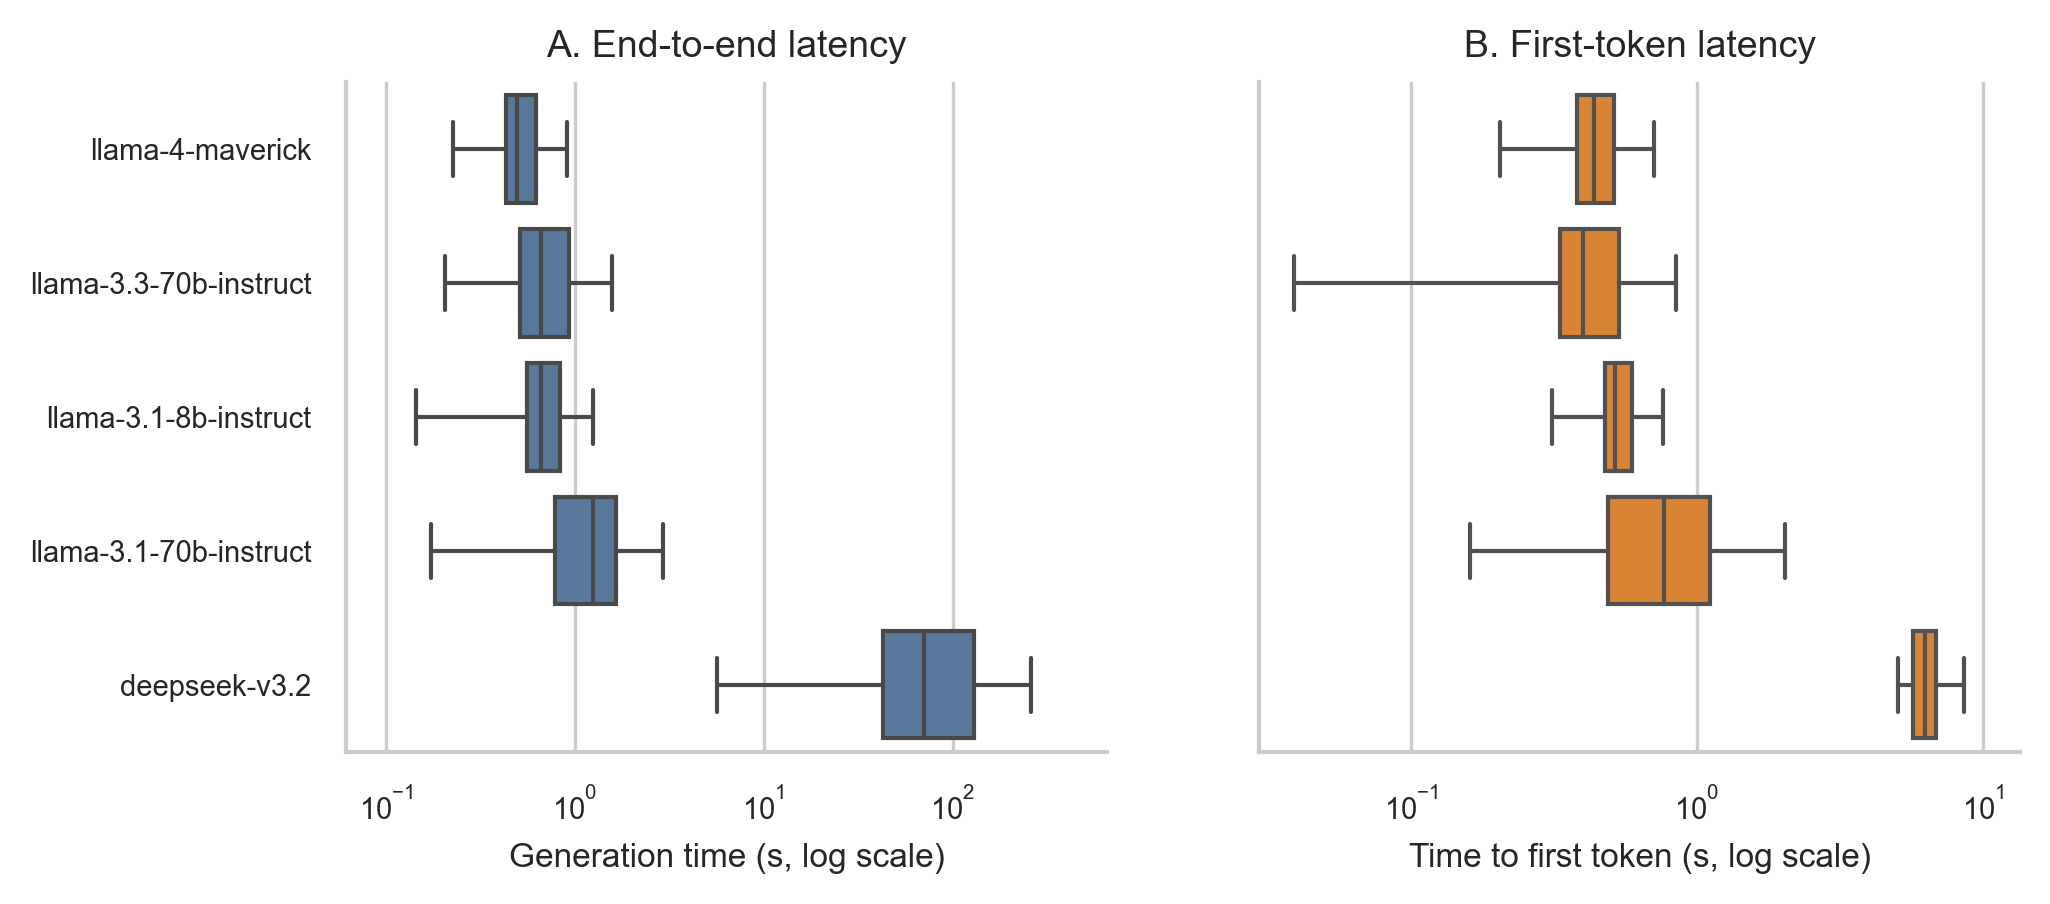 A. End-to-end latency
B. First-token latency
llama-4-maverick
llama-3.3-70b-instruct
llama-3.1-8b-instruct
llama-3.1-70b-instruct
deepseek-v3.2
10⁻¹ 10⁰ 10¹ 10²
Generation time (s, log scale)
10⁻¹ 10⁰ 10¹
Time to first token (s, log scale)